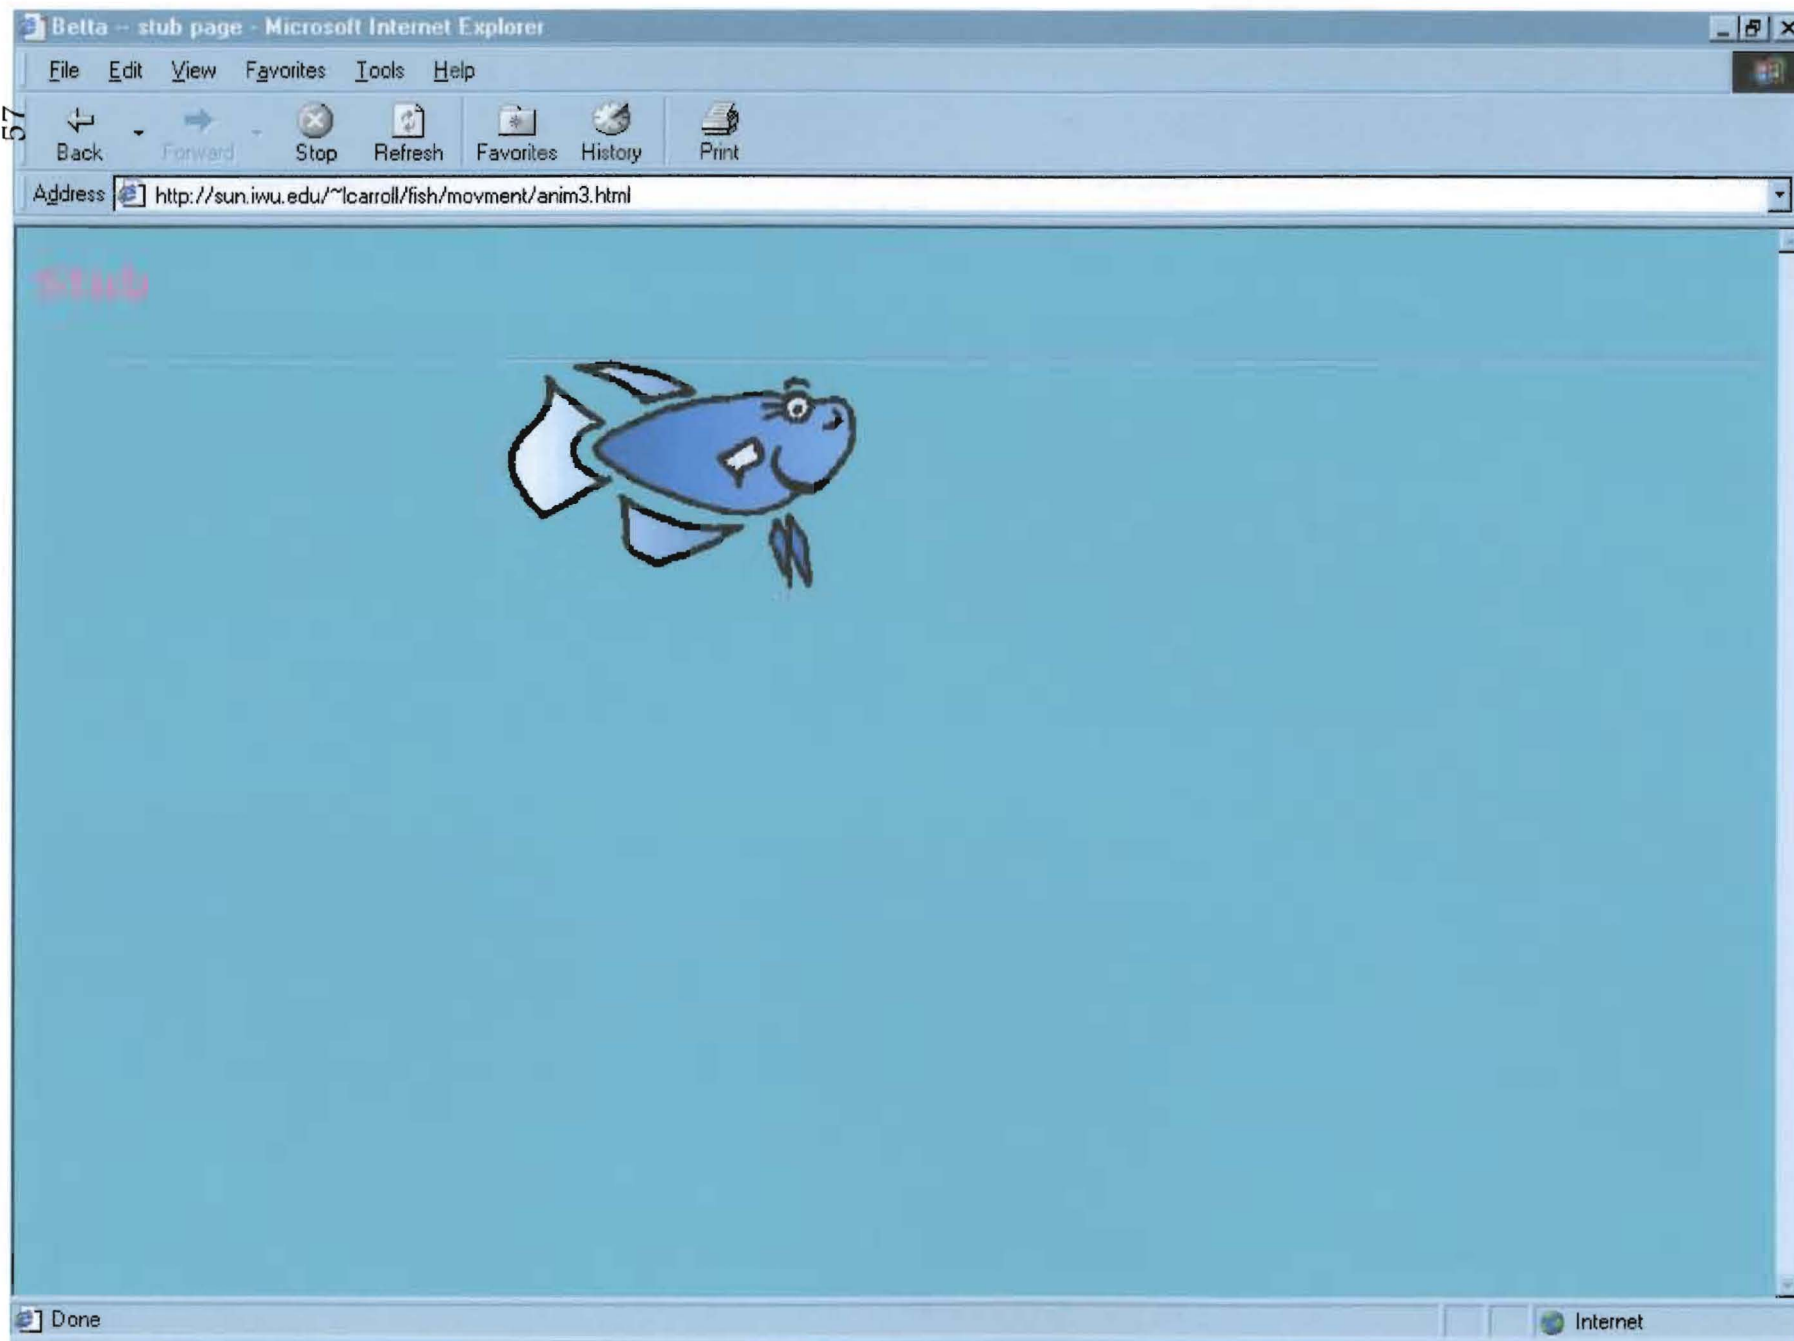 Betta -- stub page - Microsoft Internet Explorer
File Edit View Favorites Tools Help
57
Back Forward Stop Refresh Favorites History Print
Address http://sun.iwu.edu/~lcarroll/fish/movment/anim3.html
Stub
Done Internet